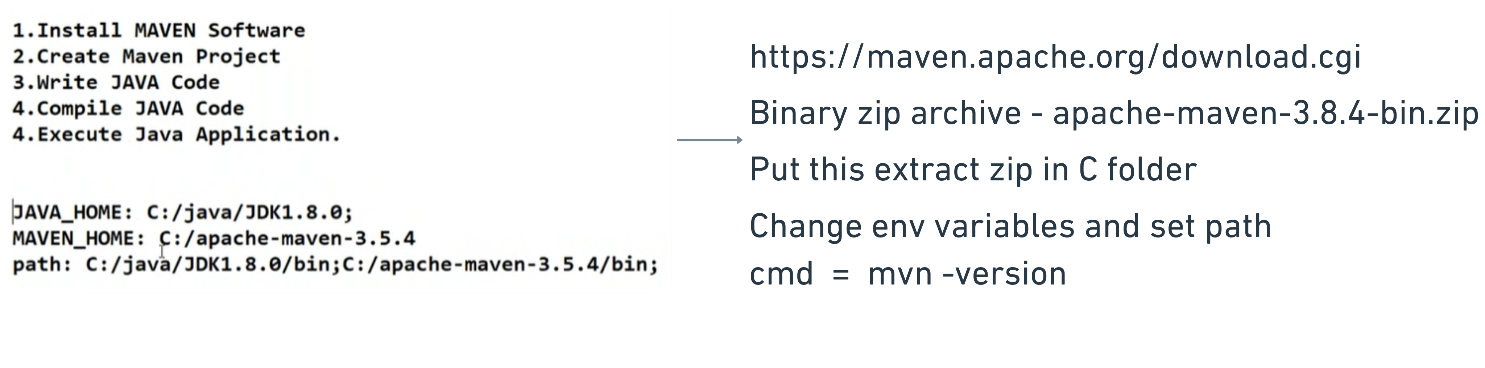 1.Install MAVEN Software
2.Create Maven Project
3.Write JAVA Code
4.Compile JAVA Code
4.Execute Java Application.
JAVA_HOME: C:/java/JDK1.8.0;
MAVEN_HOME: C:/apache-maven-3.5.4
path: C:/java/JDK1.8.0/bin;C:/apache-maven-3.5.4/bin;
https://maven.apache.org/download.cgi
Binary zip archive - apache-maven-3.8.4-bin.zip
Put this extract zip in C folder
Change env variables and set path
cmd = mvn -version